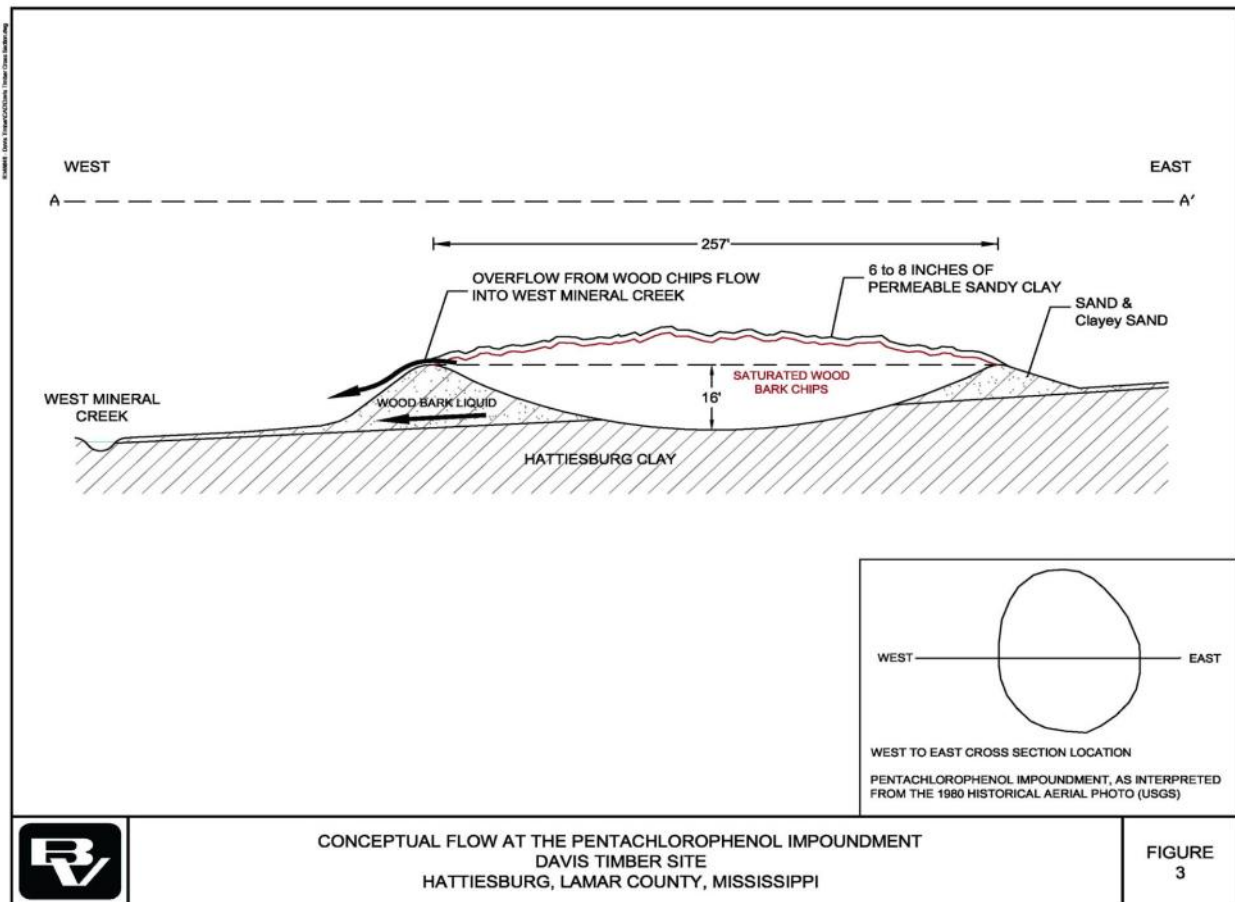 WEST
EAST
A
A'
257'
OVERFLOW FROM WOOD CHIPS FLOW
INTO WEST MINERAL CREEK
6 to 8 INCHES OF
PERMEABLE SANDY CLAY
SAND &
Clayey SAND
SATURATED WOOD
BARK CHIPS
16'
WEST MINERAL
CREEK
WOOD BARK LIQUID
HATTIESBURG CLAY
WEST
EAST
WEST TO EAST CROSS SECTION LOCATION
PENTACHLOROPHENOL IMPOUNDMENT, AS INTERPRETED
FROM THE 1980 HISTORICAL AERIAL PHOTO (USGS)
BV
CONCEPTUAL FLOW AT THE PENTACHLOROPHENOL IMPOUNDMENT
DAVIS TIMBER SITE
HATTIESBURG, LAMAR COUNTY, MISSISSIPPI
FIGURE
3